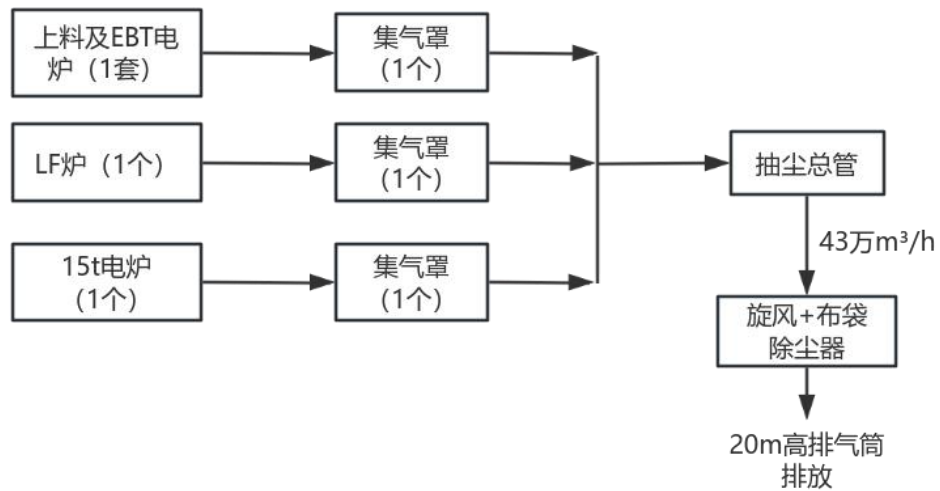 上料及EBT电
炉（1套）
集气罩
（1个）
LF炉（1个）
集气罩
（1个）
抽尘总管
43万m³/h
15t电炉
（1个）
集气罩
（1个）
旋风+布袋
除尘器
20m高排气筒
排放